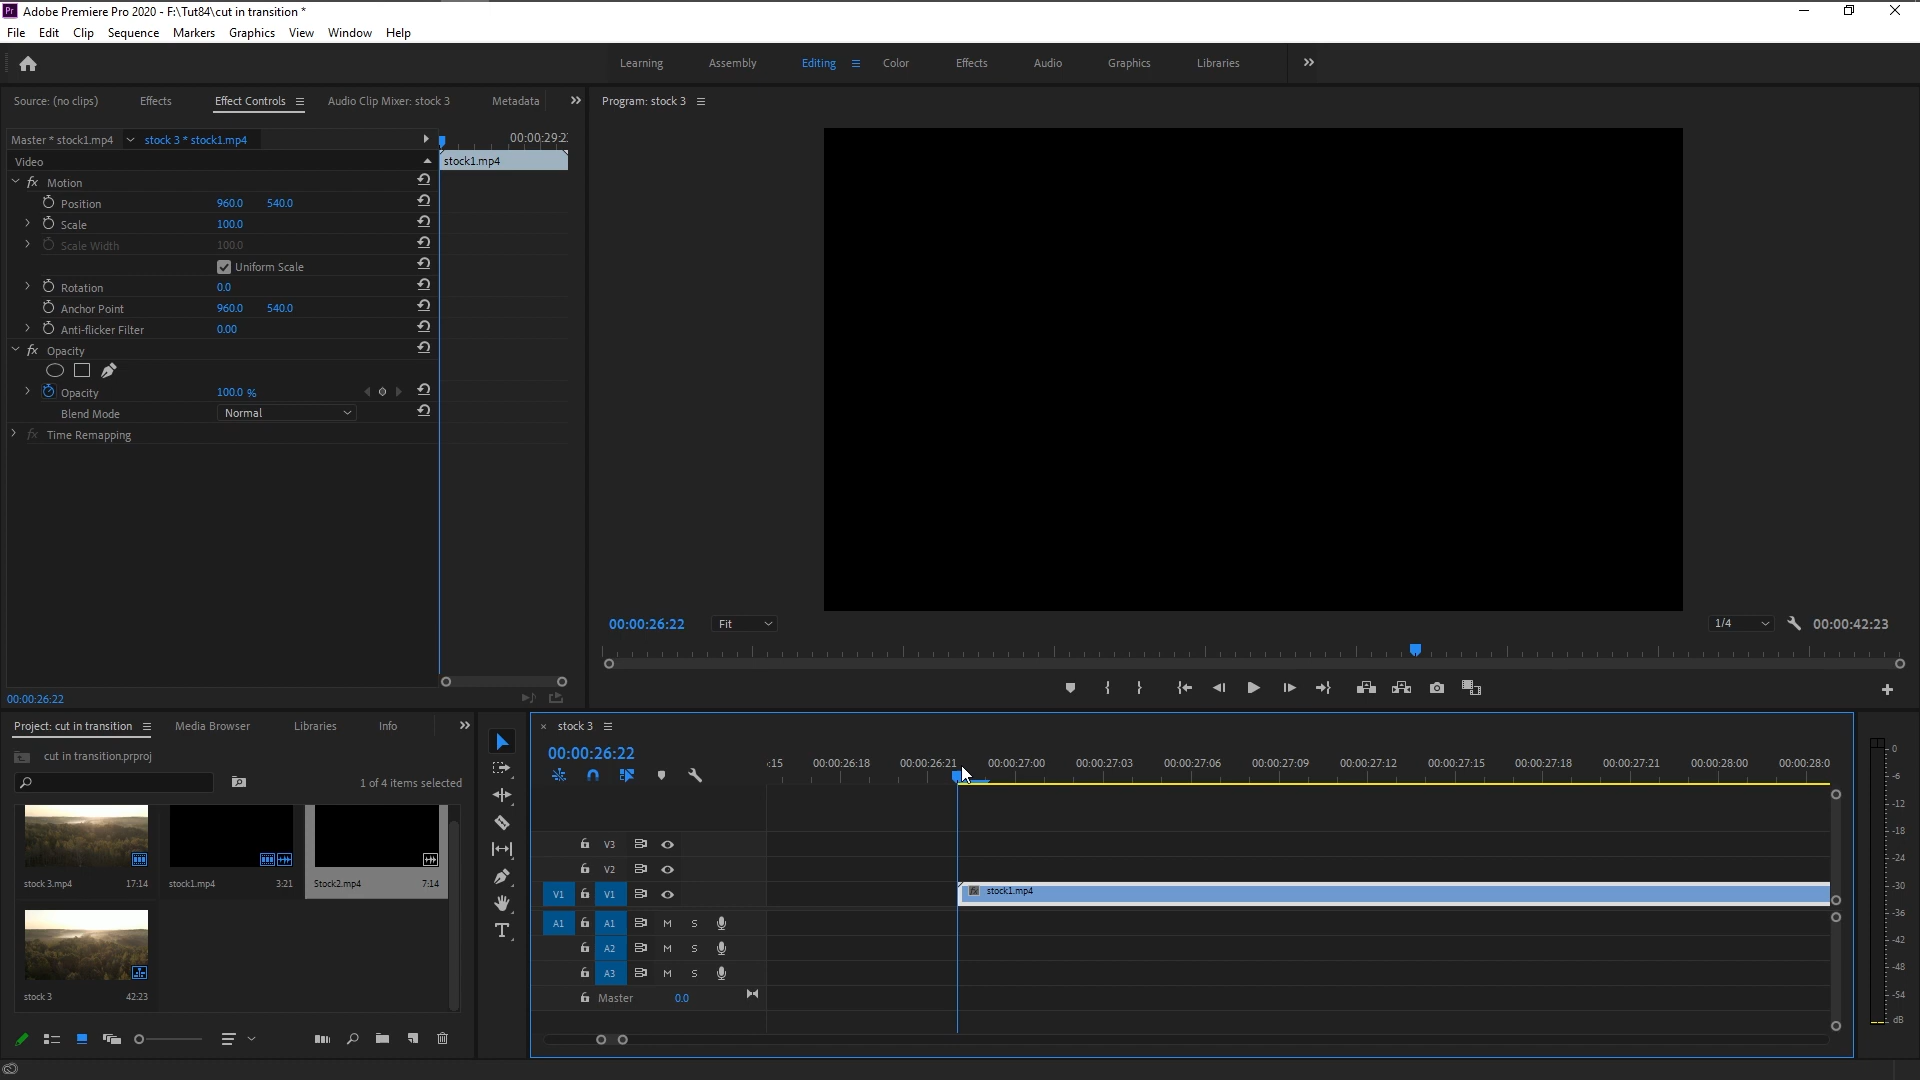 Pr Adobe Premiere Pro 2020 - F:\Tut84\cut in transition *
File Edit Clip Sequence Markers Graphics View Window Help
Learning Assembly Editing Color Effects Audio Graphics Libraries
Source: (no clips) Effects Effect Controls Audio Clip Mixer: stock 3 Metadata
Program: stock 3
Master * stock1.mp4 stock 3 * stock1.mp4 00:00:29:2
Video stock1.mp4
fx Motion
Position 960.0 540.0
Scale 100.0
Scale Width 100.0
Uniform Scale
Rotation 0.0
Anchor Point 960.0 540.0
Anti-flicker Filter 0.00
fx Opacity
Opacity 100.0 %
Blend Mode Normal
fx Time Remapping
00:00:26:22
00:00:26:22 Fit 1/4 00:00:42:23
Project: cut in transition Media Browser Libraries Info
cut in transition.prproj
1 of 4 items selected
stock 3.mp4 17:14 stock1.mp4 3:21 Stock2.mp4 7:14
stock 3 42:23
× stock 3
00:00:26:22
:15 00:00:26:18 00:00:26:21 00:00:27:00 00:00:27:03 00:00:27:06 00:00:27:09 00:00:27:12 00:00:27:15 00:00:27:18 00:00:27:21 00:00:28:00 00:00:28:0
V3
V2
V1 V1 fx stock1.mp4
A1 A1 M S
A2 M S
A3 M S
Master 0.0
T
0
-6
-12
-18
-24
-30
-36
-42
-48
-54
dB